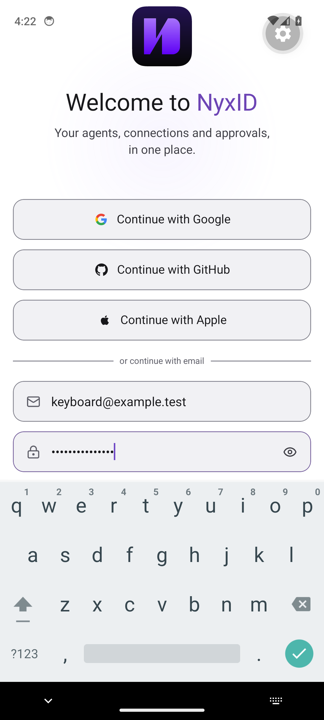 4:22
Welcome to NyxID
Your agents, connections and approvals,
in one place.
Continue with Google
Continue with GitHub
Continue with Apple
or continue with email
keyboard@example.test
•••••••••••••••
1 2 3 4 5 6 7 8 9 0
q w e r t y u i o p
a s d f g h j k l
z x c v b n m
?123 , .